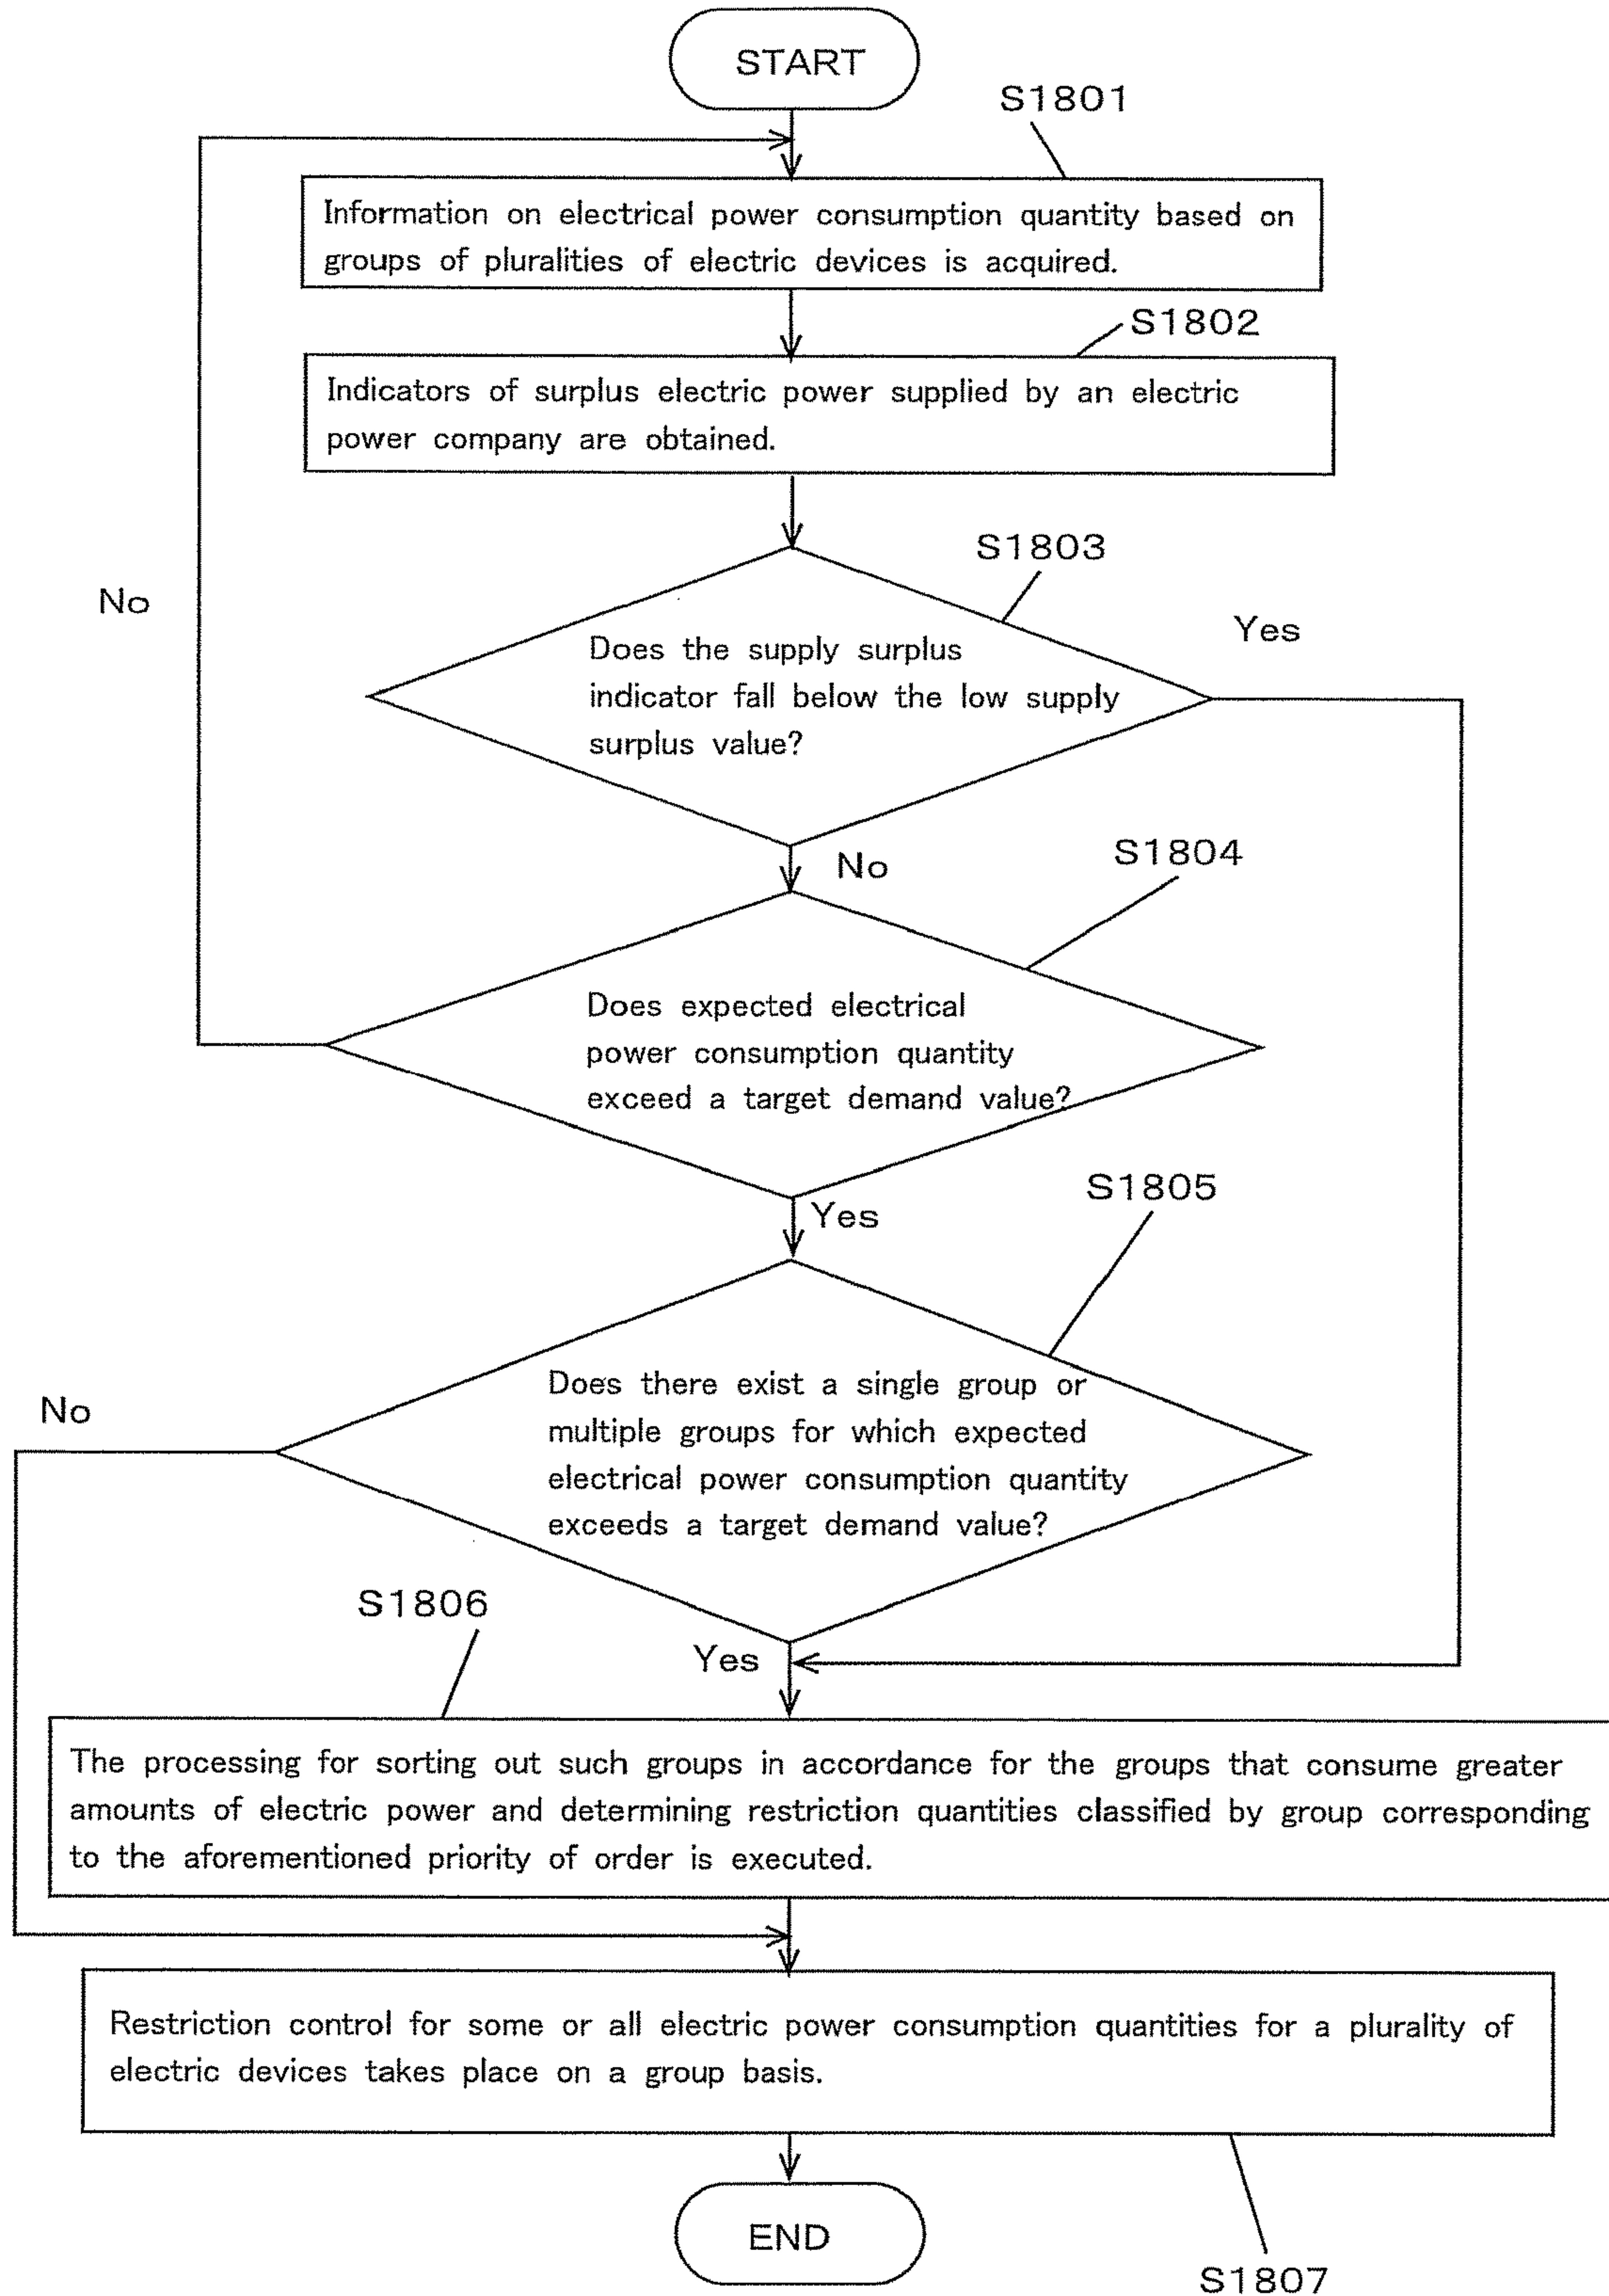 START
S1801
Information on electrical power consumption quantity based on
groups of pluralities of electric devices is acquired.
S1802
Indicators of surplus electric power supplied by an electric
power company are obtained.
S1803
No
Yes
Does the supply surplus
indicator fall below the low supply
surplus value?
No
S1804
Does expected electrical
power consumption quantity
exceed a target demand value?
S1805
Yes
Does there exist a single group or
multiple groups for which expected
electrical power consumption quantity
exceeds a target demand value?
No
S1806
Yes
The processing for sorting out such groups in accordance for the groups that consume greater
amounts of electric power and determining restriction quantities classified by group corresponding
to the aforementioned priority of order is executed.
Restriction control for some or all electric power consumption quantities for a plurality of
electric devices takes place on a group basis.
END
S1807